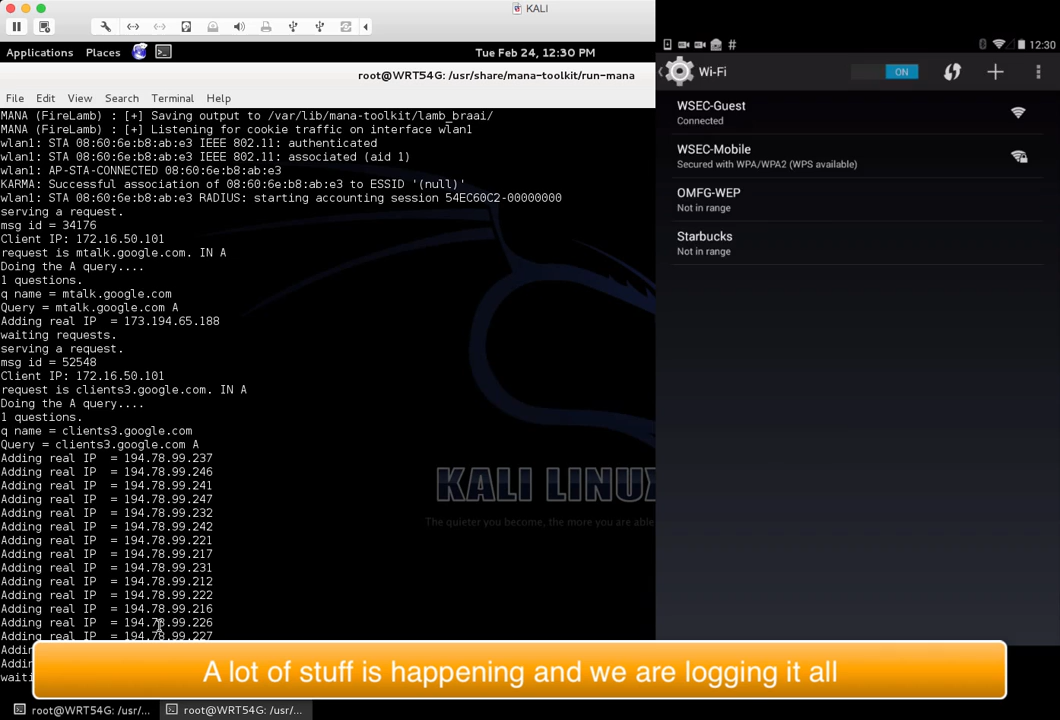 KALI
Applications Places Tue Feb 24, 12:30 PM
root@WRT54G: /usr/share/mana-toolkit/run-mana
File Edit View Search Terminal Help
MANA (FireLamb) : [+] Saving output to /var/lib/mana-toolkit/lamb_braai/
MANA (FireLamb) : [+] Listening for cookie traffic on interface wlan1
wlan1: STA 08:60:6e:b8:ab:e3 IEEE 802.11: authenticated
wlan1: STA 08:60:6e:b8:ab:e3 IEEE 802.11: associated (aid 1)
wlan1: AP-STA-CONNECTED 08:60:6e:b8:ab:e3
KARMA: Successful association of 08:60:6e:b8:ab:e3 to ESSID '(null)'
wlan1: STA 08:60:6e:b8:ab:e3 RADIUS: starting accounting session 54EC60C2-00000000
serving a request.
msg id = 34176
Client IP: 172.16.50.101
request is mtalk.google.com. IN A
Doing the A query....
1 questions.
q name = mtalk.google.com
Query = mtalk.google.com A
Adding real IP  = 173.194.65.188
waiting requests.
serving a request.
msg id = 52548
Client IP: 172.16.50.101
request is clients3.google.com. IN A
Doing the A query....
1 questions.
q name = clients3.google.com
Query = clients3.google.com A
Adding real IP  = 194.78.99.237
Adding real IP  = 194.78.99.246
Adding real IP  = 194.78.99.241
Adding real IP  = 194.78.99.247
Adding real IP  = 194.78.99.232
Adding real IP  = 194.78.99.242
Adding real IP  = 194.78.99.221
Adding real IP  = 194.78.99.217
Adding real IP  = 194.78.99.231
Adding real IP  = 194.78.99.212
Adding real IP  = 194.78.99.222
Adding real IP  = 194.78.99.216
Adding real IP  = 194.78.99.226
Adding real IP  = 194.78.99.227
KALI LINUX
The quieter you become, the more you are able
12:30
Wi-Fi ON
WSEC-Guest
Connected
WSEC-Mobile
Secured with WPA/WPA2 (WPS available)
OMFG-WEP
Not in range
Starbucks
Not in range
A lot of stuff is happening and we are logging it all
root@WRT54G: /usr/... root@WRT54G: /usr/...